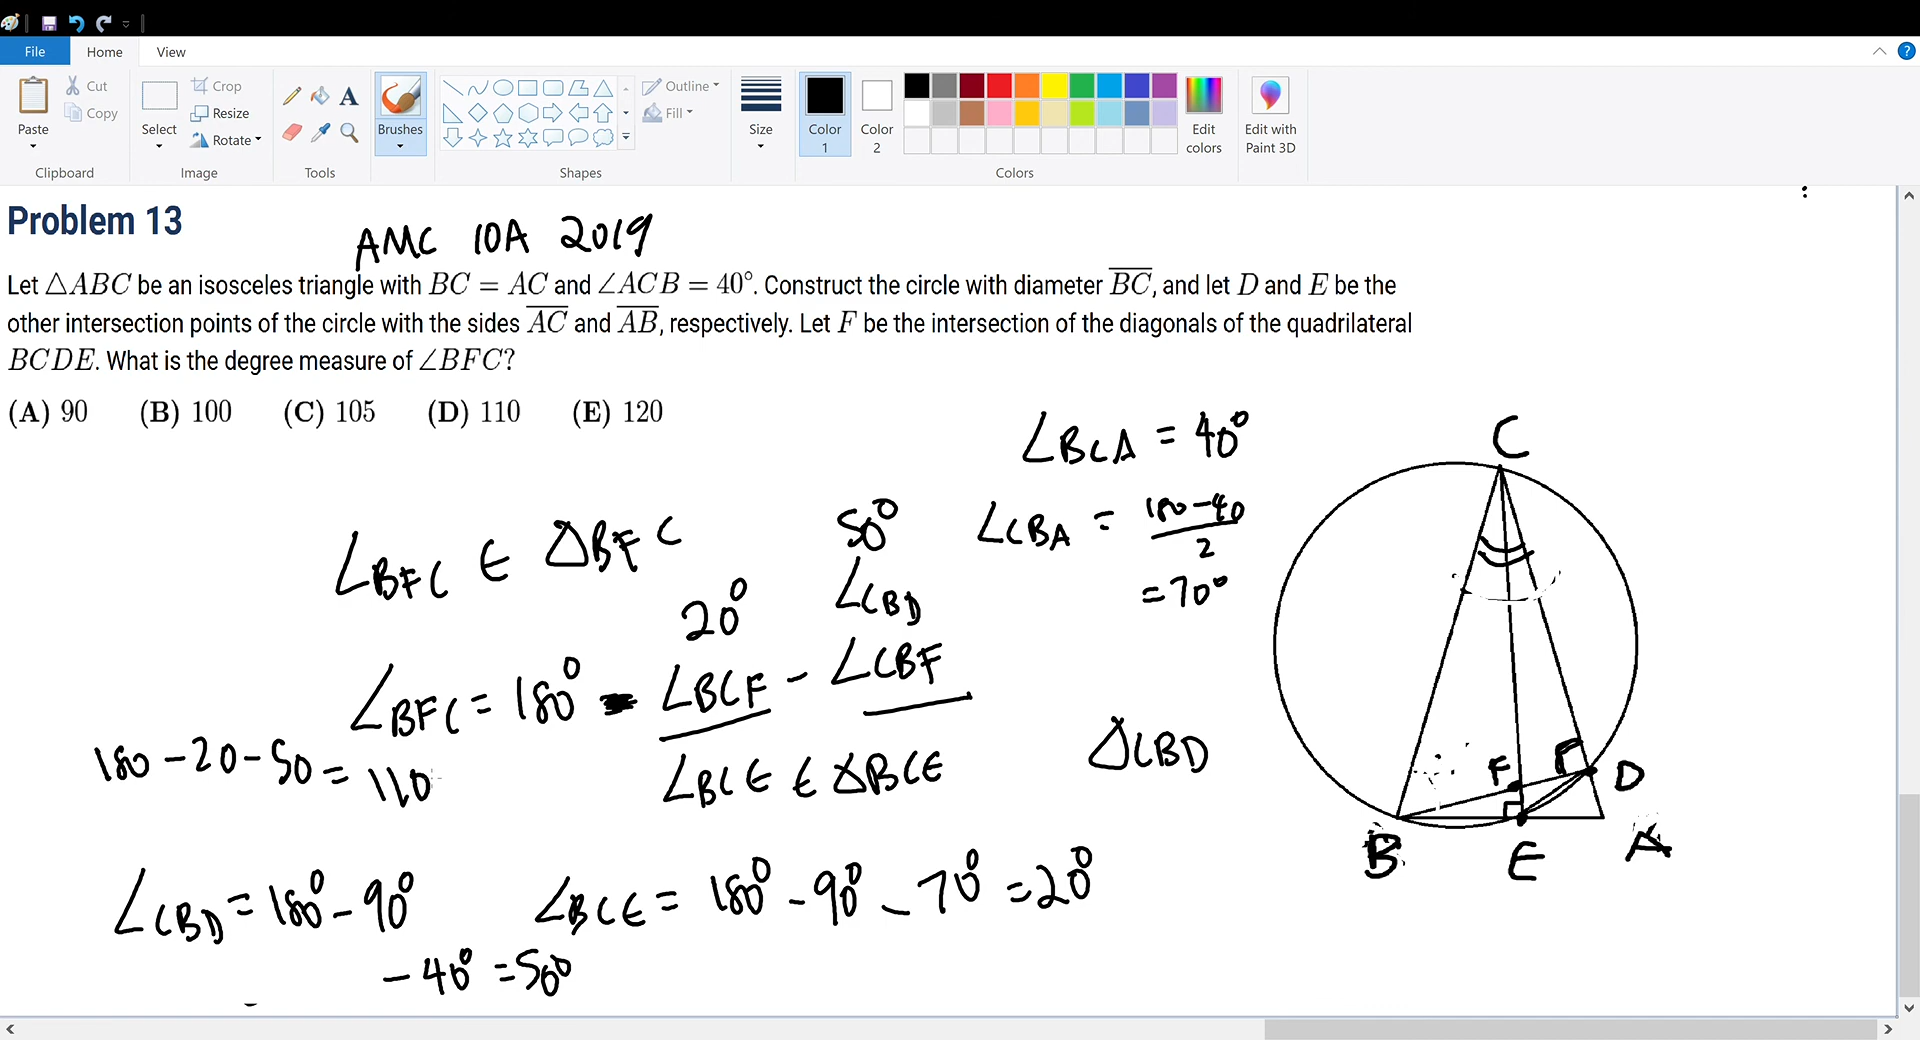 File Home View
Paste Cut Copy Clipboard
Select Crop Resize Rotate Image
A Tools
Brushes
Outline Fill Shapes
Size
Color 1 Color 2 Edit colors Colors
Edit with Paint 3D
?
Problem 13
AMC 10A 2019
Let △ABC be an isosceles triangle with BC = AC and ∠ACB = 40°. Construct the circle with diameter B̅C̅, and let D and E be the
other intersection points of the circle with the sides A̅C̅ and A̅B̅, respectively. Let F be the intersection of the diagonals of the quadrilateral
BCDE. What is the degree measure of ∠BFC?
(A) 90 (B) 100 (C) 105 (D) 110 (E) 120
∠BCA = 40°
∠CBA = (180-40)/2
= 70°
∠BFC ∈ △BFC
50°
∠CBD
20°
∠BFC = 180° - ∠BCF - ∠CBF
180 - 20 - 50 = 110
∠BCE ∈ △BCE
△CBD
∠CBD = 180° - 90°
- 40° = 50°
∠BCE = 180° - 90° - 70° = 20°
C
F
D
B
E
A